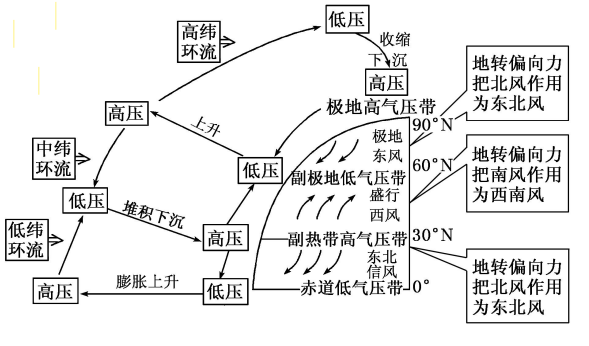 低压
高纬
环流
收缩
下沉
高压
地转偏向力
把北风作用
为东北风
高压
极地高气压带
上升
90°N
极地
东风
中纬
环流
低压
60°N
地转偏向力
把南风作用
为西南风
副极地低气压带
盛行
西风
低压
堆积下沉
低纬
环流
高压
副热带高气压带
30°N
东北
信风
地转偏向力
把北风作用
为东北风
高压
膨胀上升
低压
赤道低气压带
0°